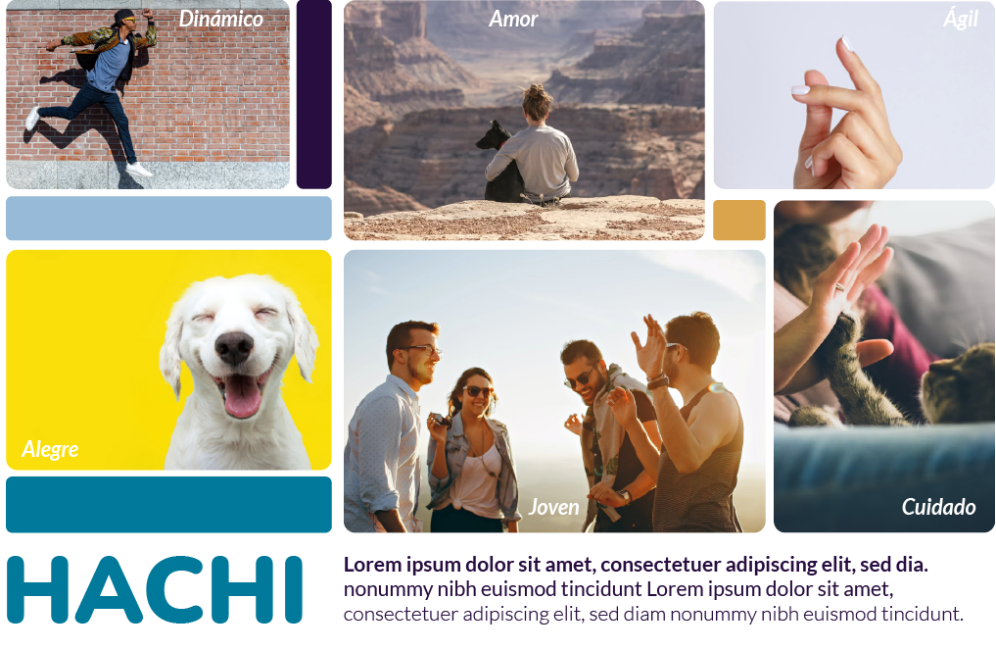 Dinámico
Amor
Ágil
Alegre
Joven
Cuidado
HACHI
Lorem ipsum dolor sit amet, consectetuer adipiscing elit, sed dia.
nonummy nibh euismod tincidunt Lorem ipsum dolor sit amet,
consectetuer adipiscing elit, sed diam nonummy nibh euismod tincidunt.